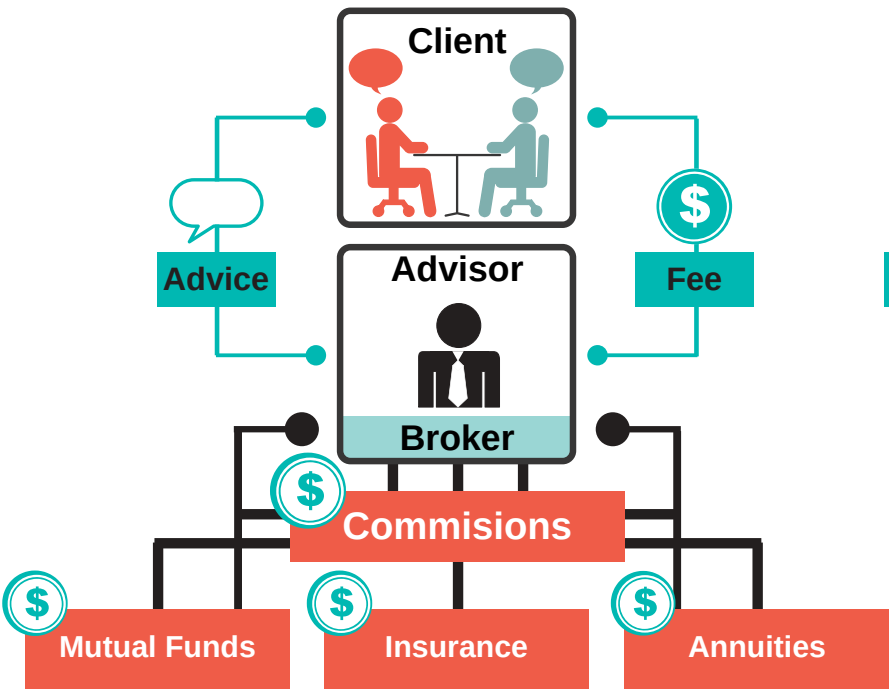 Client
$
Advice
Fee
Advisor
Broker
$
Commisions
$
$
$
Mutual Funds
Insurance
Annuities